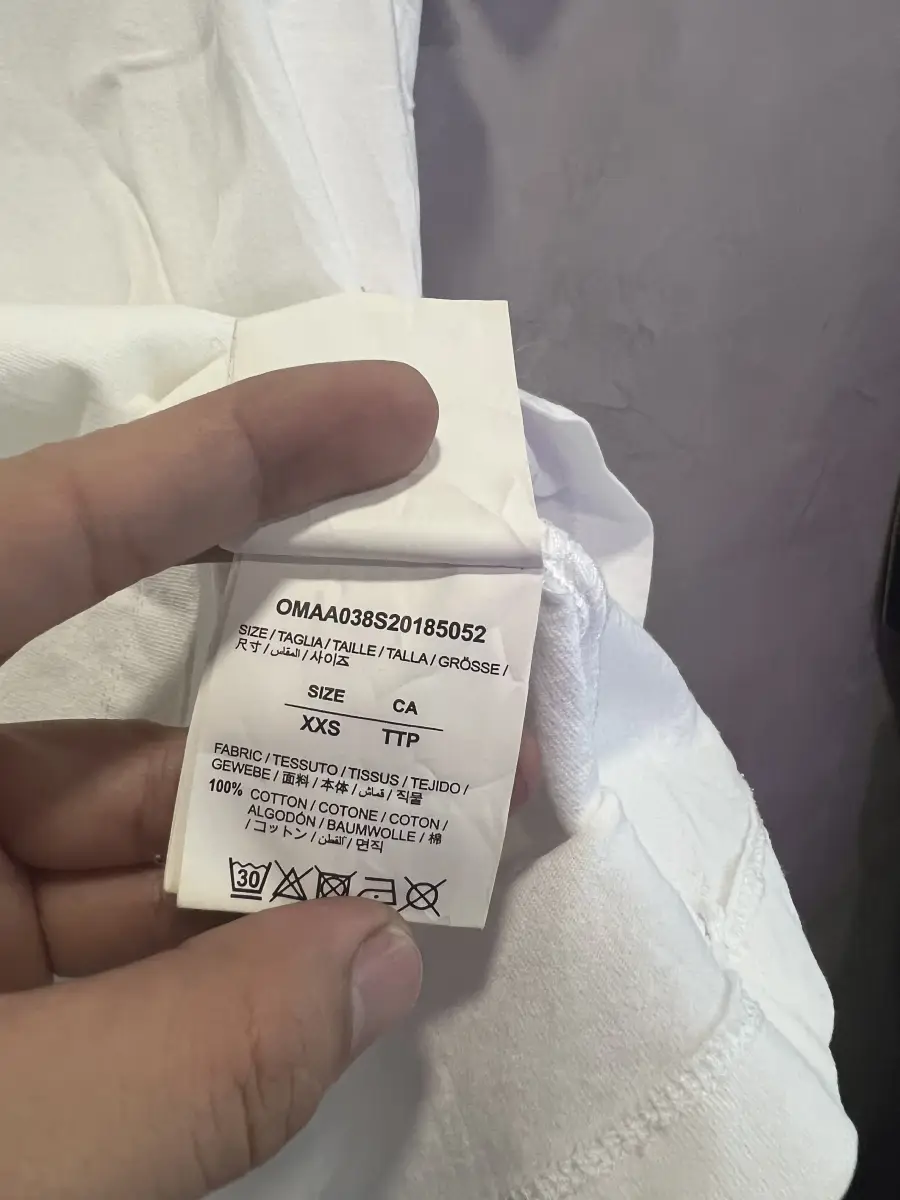 OMAA038S20185052
SIZE / TAGLIA / TAILLE / TALLA / GRÖSSE /
尺寸 / المقاس / 사이즈
SIZE CA
XXS TTP
FABRIC / TESSUTO / TISSUS / TEJIDO /
GEWEBE / 面料 / 本体 / قماش / 직물
100% COTTON / COTONE / COTON /
ALGODÓN / BAUMWOLLE / 棉
/ コットン / القطن / 면직
30